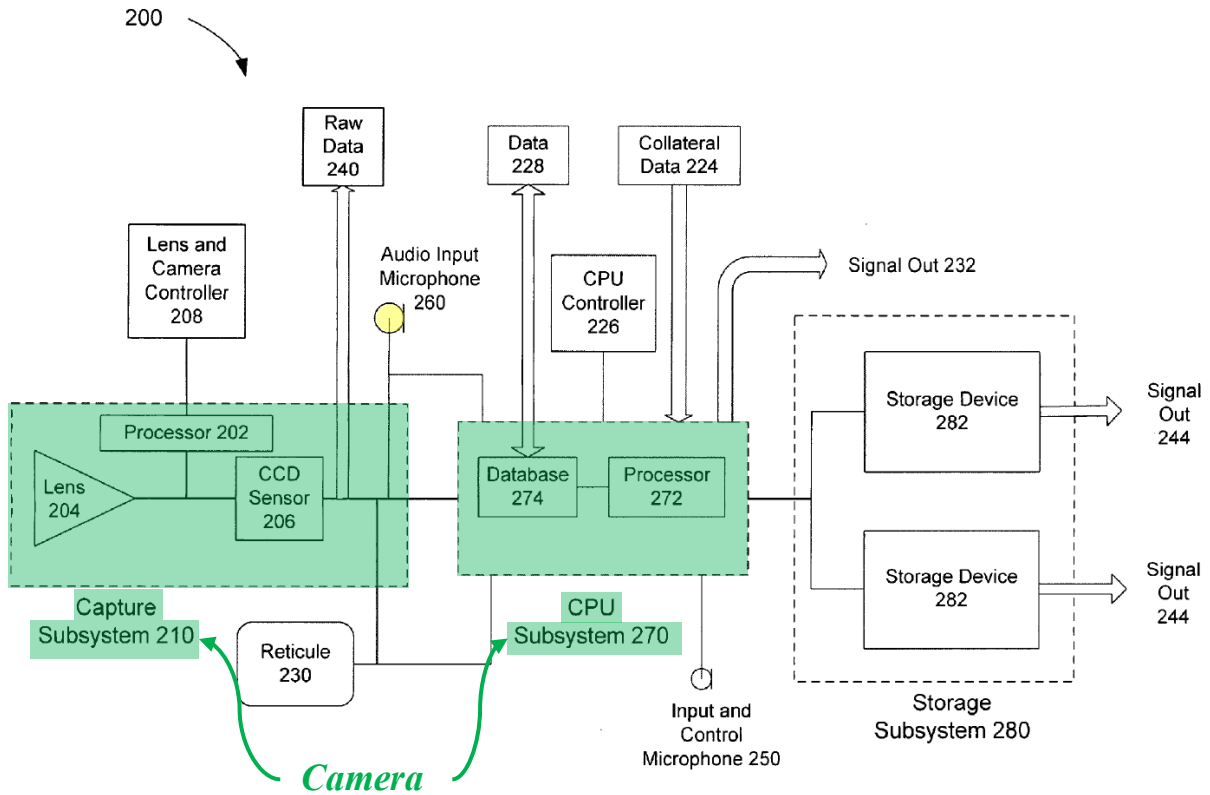 200
Raw
Data
240
Data
228
Collateral
Data 224
Lens and
Camera
Controller
208
Audio Input
Microphone
260
CPU
Controller
226
Signal Out 232
Processor 202
Lens
204
CCD
Sensor
206
Database
274
Processor
272
Storage Device
282
Signal
Out
244
Storage Device
282
Signal
Out
244
Capture
Subsystem 210
CPU
Subsystem 270
Reticule
230
Input and
Control
Microphone 250
Storage
Subsystem 280
Camera